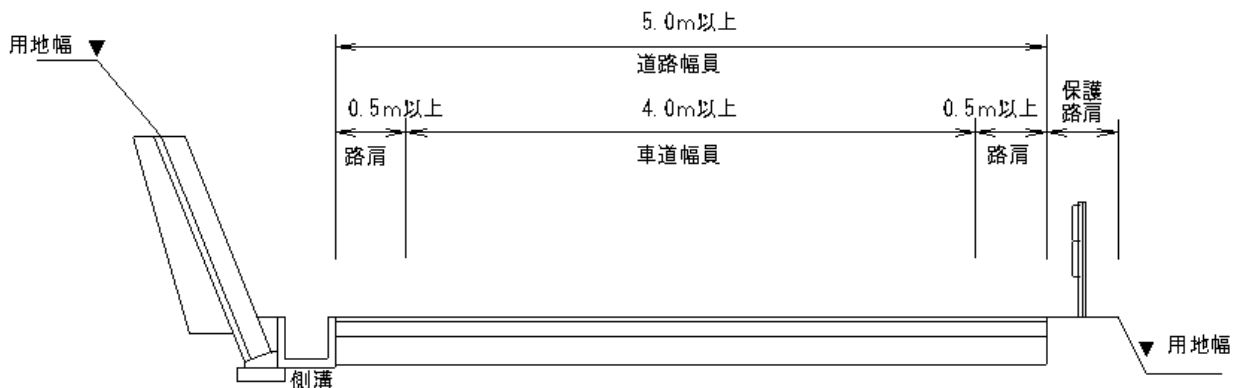 5.0m以上
用地幅 ▼
道路幅員
保護
路肩
0.5m以上
4.0m以上
0.5m以上
路肩
車道幅員
路肩
▼ 用地幅
側溝